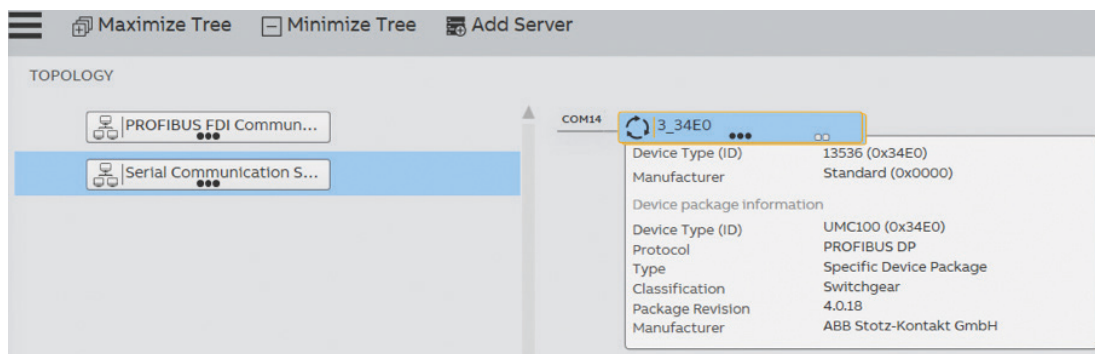 Maximize Tree Minimize Tree Add Server
TOPOLOGY
PROFIBUS FDI Commun...
Serial Communication S...
COM14 3_34E0
Device Type (ID) 13536 (0x34E0)
Manufacturer Standard (0x0000)
Device package information
Device Type (ID) UMC100 (0x34E0)
Protocol PROFIBUS DP
Type Specific Device Package
Classification Switchgear
Package Revision 4.0.18
Manufacturer ABB Stotz-Kontakt GmbH